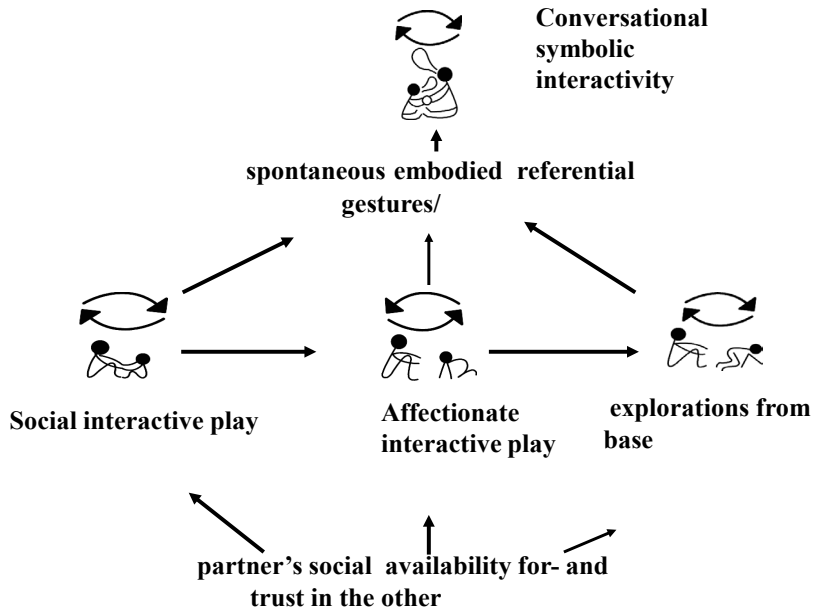 Conversational
symbolic
interactivity
spontaneous embodied referential
gestures/
Social interactive play
Affectionate
interactive play
explorations from
base
partner's social availability for- and
trust in the other